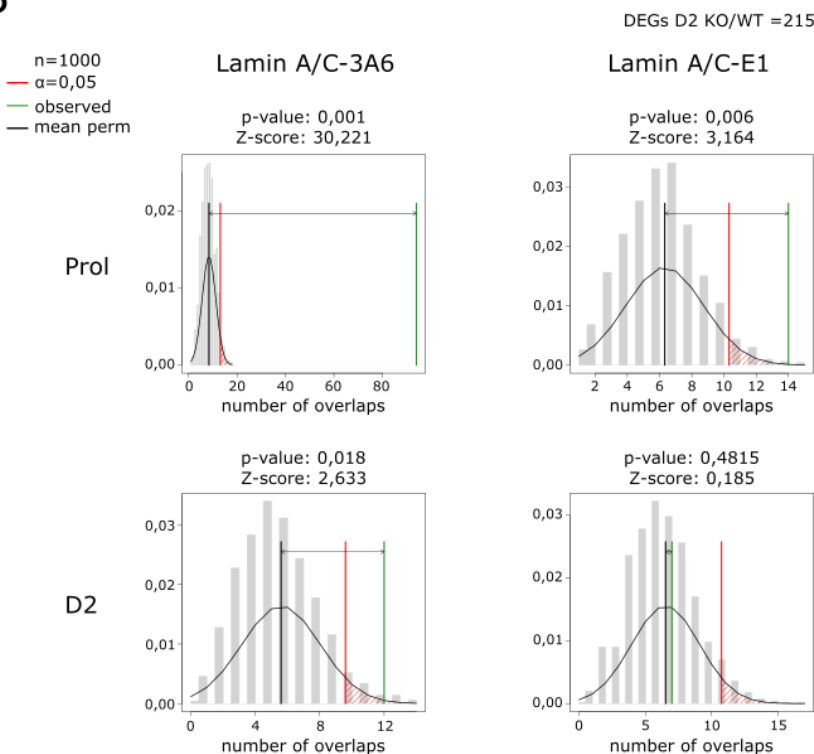 DEGs D2 KO/WT =215
n=1000
α=0,05
observed
mean perm
Lamin A/C-3A6
Lamin A/C-E1
Prol
p-value: 0,001
Z-score: 30,221
0,02
0,01
0,00
0 20 40 60 80
number of overlaps
p-value: 0,006
Z-score: 3,164
0,03
0,02
0,01
0,00
2 4 6 8 10 12 14
number of overlaps
D2
p-value: 0,018
Z-score: 2,633
0,03
0,02
0,01
0,00
0 4 8 12
number of overlaps
p-value: 0,4815
Z-score: 0,185
0,03
0,02
0,01
0,00
0 5 10 15
number of overlaps